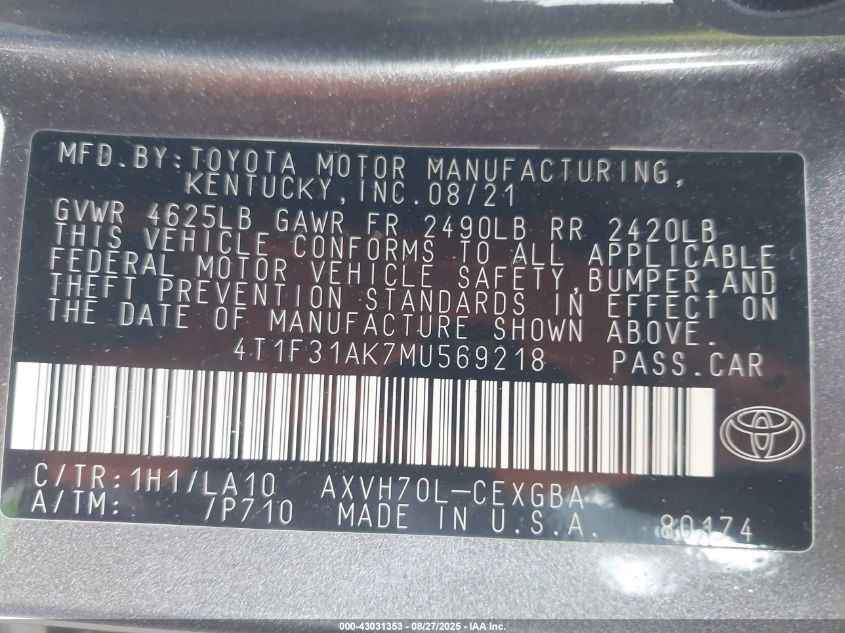 MFD.BY:TOYOTA MOTOR MANUFACTURING,
KENTUCKY,INC.08/21
GVWR 4625LB GAWR FR 2490LB RR 2420LB
THIS VEHICLE CONFORMS TO ALL APPLICABLE
FEDERAL MOTOR VEHICLE SAFETY,BUMPER,AND
THEFT PREVENTION STANDARDS IN EFFECT ON
THE DATE OF MANUFACTURE SHOWN ABOVE.
4T1F31AK7MU569218 PASS.CAR
C/TR:1H1/LA10 AXVH70L-CEXGBA
A/TM: /P710 MADE IN U.S.A. 80174
000-43031353 - 08/27/2025 - IAA Inc.